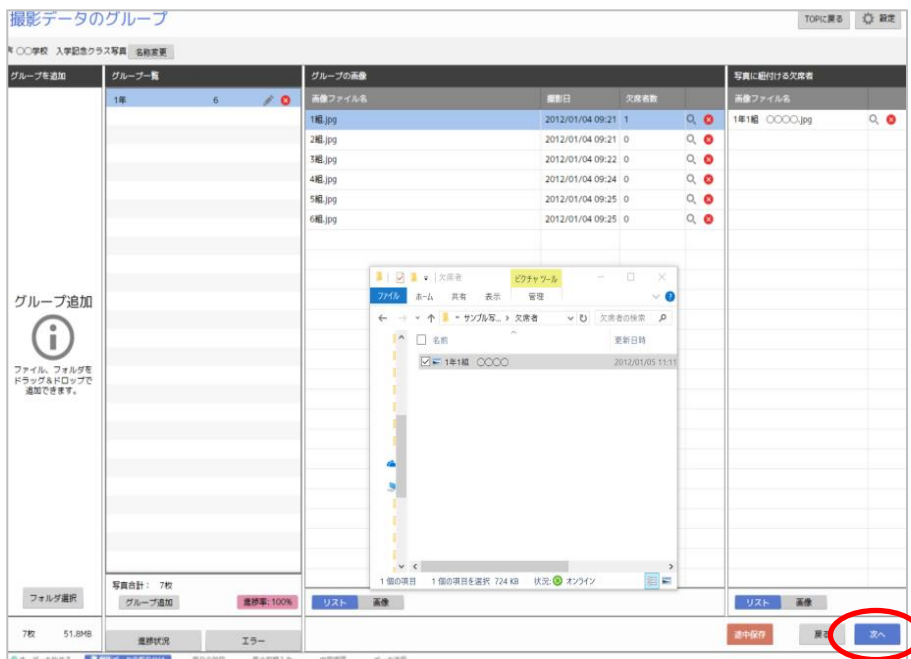 撮影データのグループ
TOPに戻る 設定
○○学校 入学記念クラス写真 名称変更
グループを追加
グループ一覧
グループの画像
写真に紐付ける欠席者
画像ファイル名 撮影日 欠席者数
画像ファイル名
1年 6
1組.jpg 2012/01/04 09:21 1
1年1組 ○○○○.jpg
2組.jpg 2012/01/04 09:21 0
3組.jpg 2012/01/04 09:22 0
4組.jpg 2012/01/04 09:24 0
5組.jpg 2012/01/04 09:25 0
6組.jpg 2012/01/04 09:25 0
グループ追加
ファイル、フォルダを
ドラッグ&ドロップで
追加できます。
欠席者 ピクチャ ツール
ファイル ホーム 共有 表示 管理
サンプル写... › 欠席者 欠席者の検索
名前 更新日時
1年1組 ○○○○ 2012/01/05 11:11
1 個の項目 1 個の項目を選択 724 KB 状況: オンライン
フォルダ選択
写真合計: 7枚
グループ追加 進捗率: 100%
リスト 画像
リスト 画像
7枚 51.8MB
進捗状況 エラー
途中保存 戻る 次へ